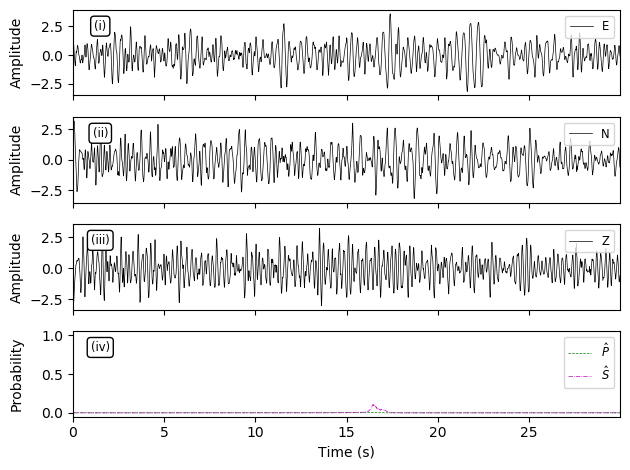 Amplitude
2.5
0.0
−2.5
(i)
E
Amplitude
2.5
0.0
−2.5
(ii)
N
Amplitude
2.5
0.0
−2.5
(iii)
Z
Probability
1.0
0.5
0.0
(iv)
P̂
Ŝ
0 5 10 15 20 25
Time (s)